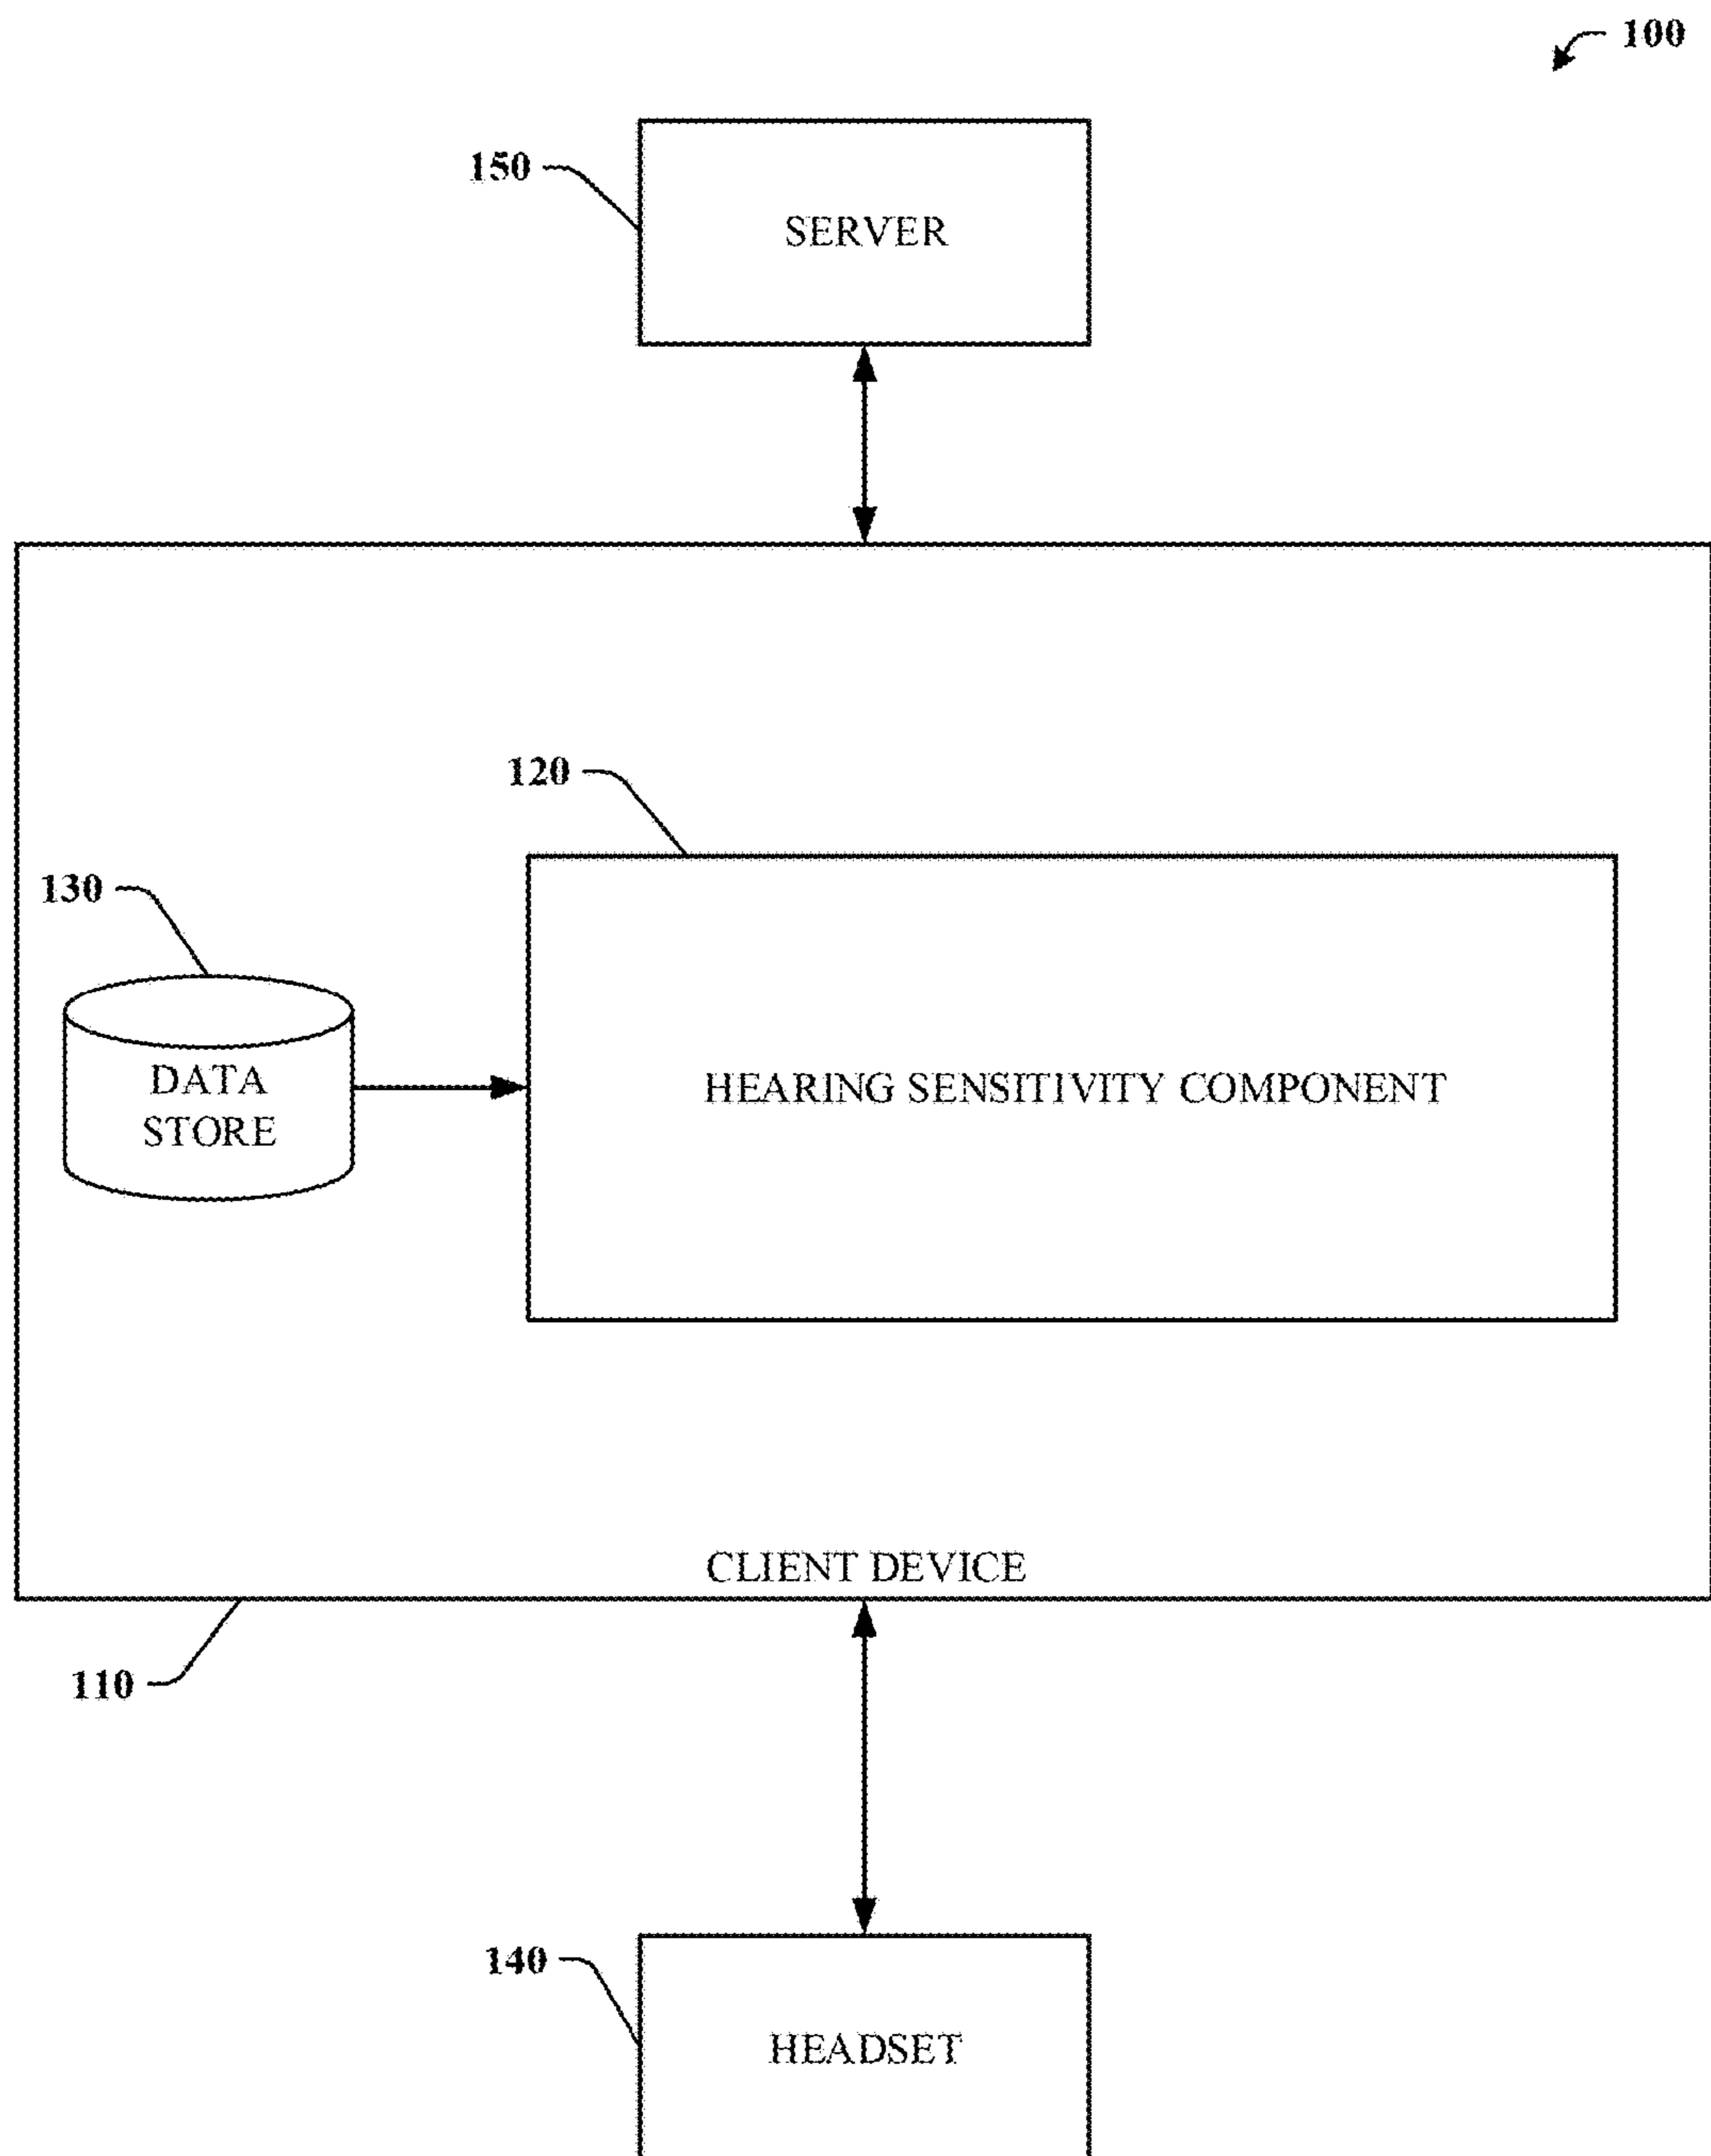 100
150
SERVER
120
130
DATA
STORE
HEARING SENSITIVITY COMPONENT
CLIENT DEVICE
110
140
HEADSET